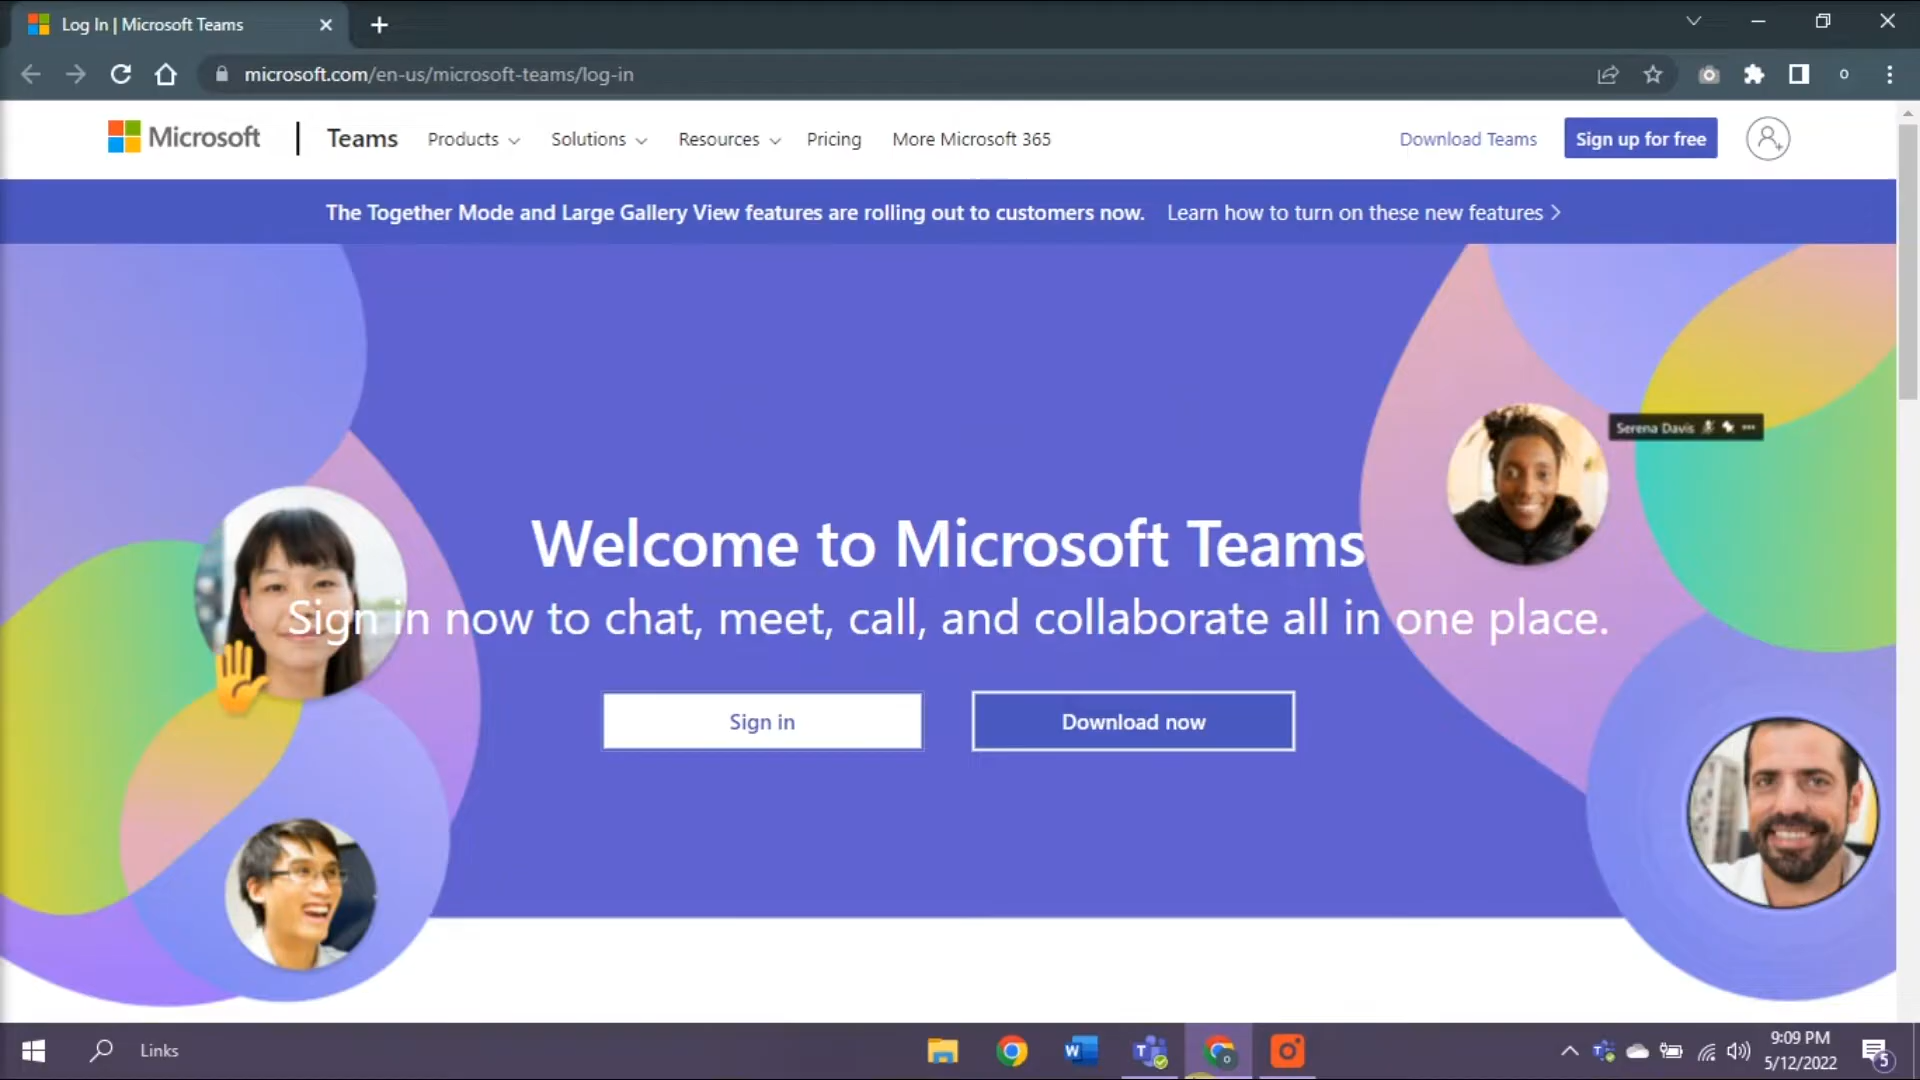 Log In | Microsoft Teams
microsoft.com/en-us/microsoft-teams/log-in
Microsoft Teams Products Solutions Resources Pricing More Microsoft 365 Download Teams Sign up for free
The Together Mode and Large Gallery View features are rolling out to customers now. Learn how to turn on these new features >
Serena Davis
Welcome to Microsoft Teams
Sign in now to chat, meet, call, and collaborate all in one place.
Sign in Download now
Links
9:09 PM
5/12/2022
5